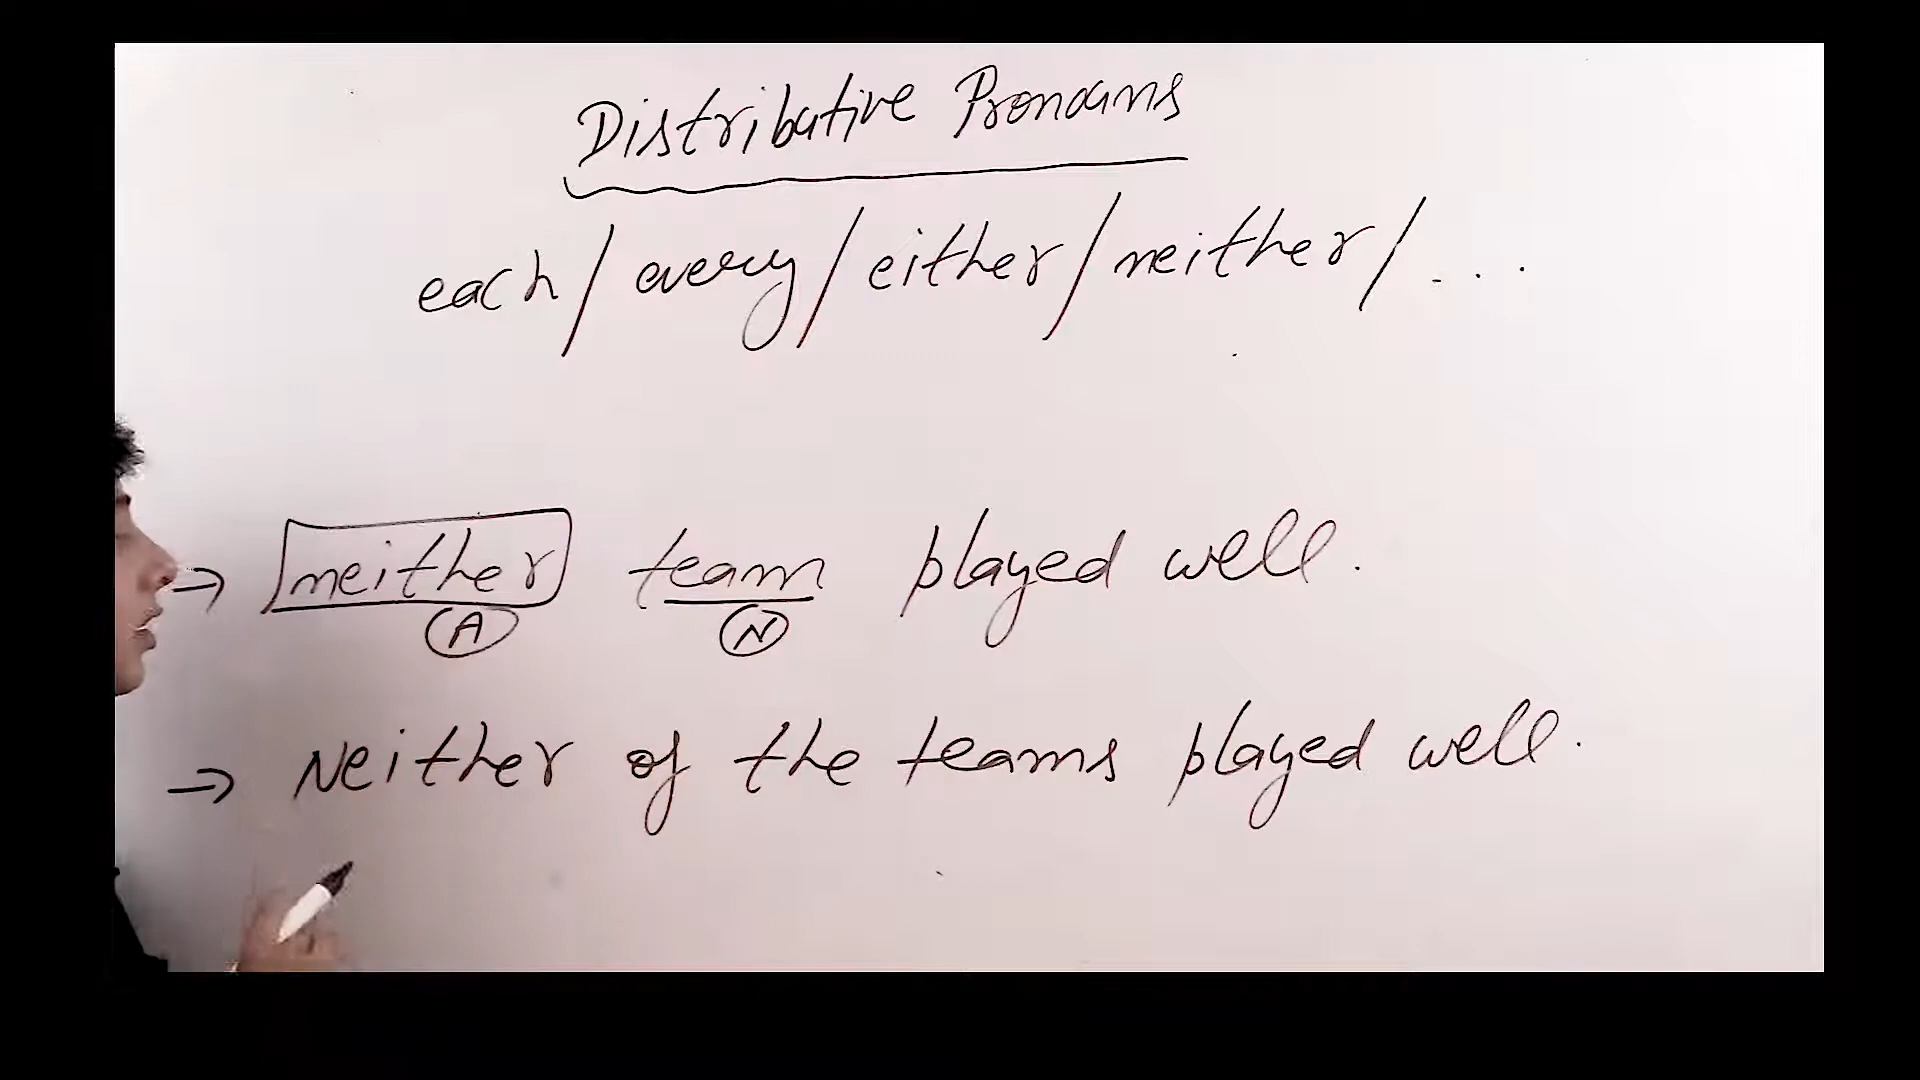 Distributive Pronouns
each / every / either / neither / ...
→ neither team played well.
A N
→ Neither of the teams played well.